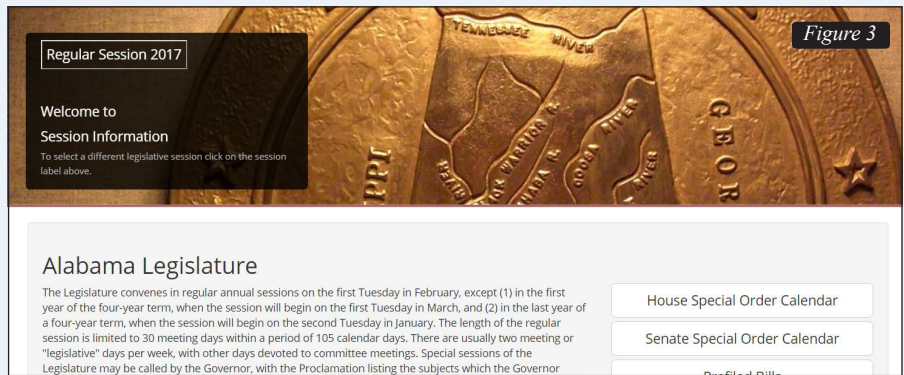 Figure 3
Regular Session 2017
Welcome to
Session Information
To select a different legislative session click on the session
label above.
TENNESSEE RIVER
WARRIOR R.
RIVER
RIVER
GEOR
Alabama Legislature
The Legislature convenes in regular annual sessions on the first Tuesday in February, except (1) in the first
year of the four-year term, when the session will begin on the first Tuesday in March, and (2) in the last year of
a four-year term, when the session will begin on the second Tuesday in January. The length of the regular
session is limited to 30 meeting days within a period of 105 calendar days. There are usually two meeting or
"legislative" days per week, with other days devoted to committee meetings. Special sessions of the
Legislature may be called by the Governor, with the Proclamation listing the subjects which the Governor
House Special Order Calendar
Senate Special Order Calendar
Prefiled Bills